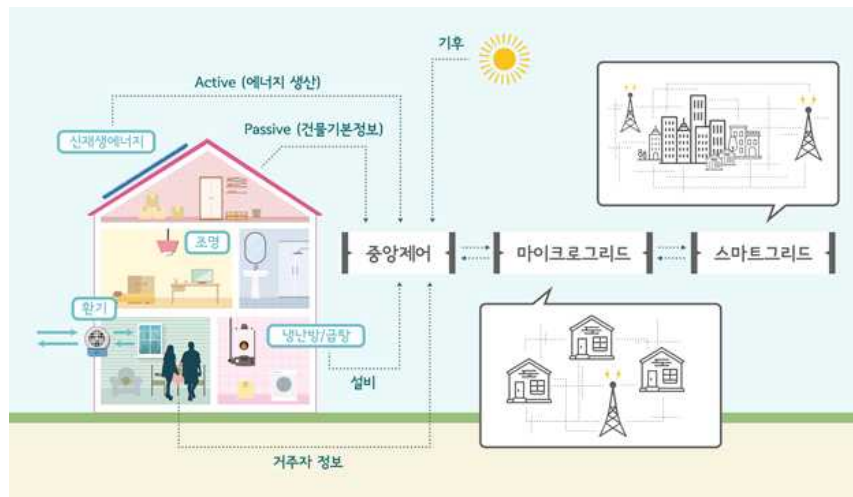 기후
Active (에너지 생산)
신재생에너지
Passive (건물기본정보)
조명
중앙제어
마이크로그리드
스마트그리드
환기
냉난방/급탕
설비
거주자 정보